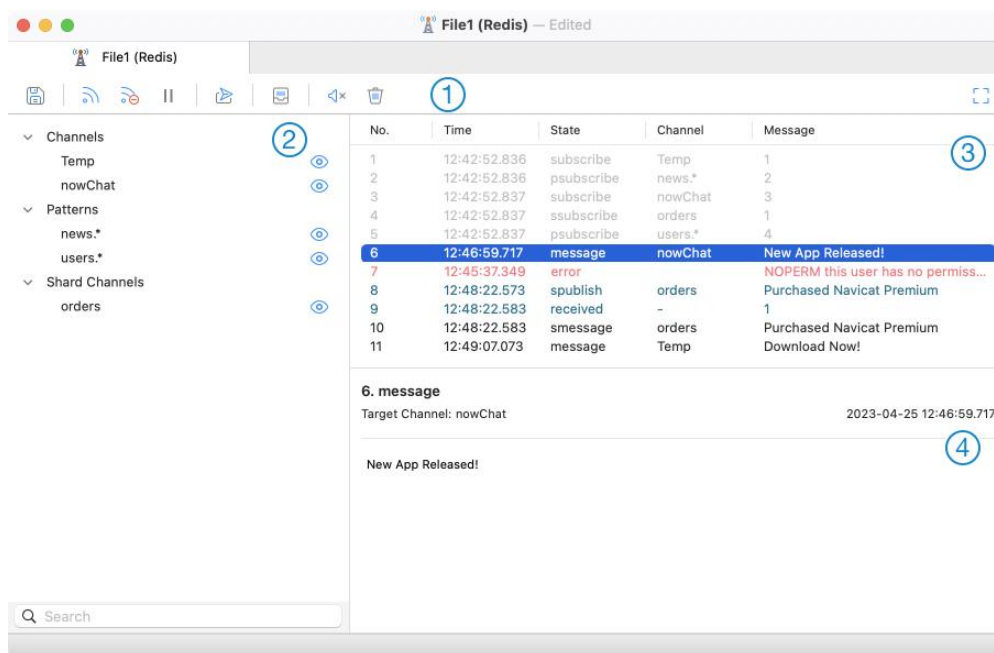 File1 (Redis) — Edited
File1 (Redis)
1
2
Channels
Temp
nowChat
Patterns
news.*
users.*
Shard Channels
orders
Search
No. Time State Channel Message
3
1 12:42:52.836 subscribe Temp 1
2 12:42:52.836 psubscribe news.* 2
3 12:42:52.837 subscribe nowChat 3
4 12:42:52.837 ssubscribe orders 1
5 12:42:52.837 psubscribe users.* 4
6 12:46:59.717 message nowChat New App Released!
7 12:45:37.349 error NOPERM this user has no permiss...
8 12:48:22.573 spublish orders Purchased Navicat Premium
9 12:48:22.583 received - 1
10 12:48:22.583 smessage orders Purchased Navicat Premium
11 12:49:07.073 message Temp Download Now!
6. message
Target Channel: nowChat 2023-04-25 12:46:59.717
4
New App Released!